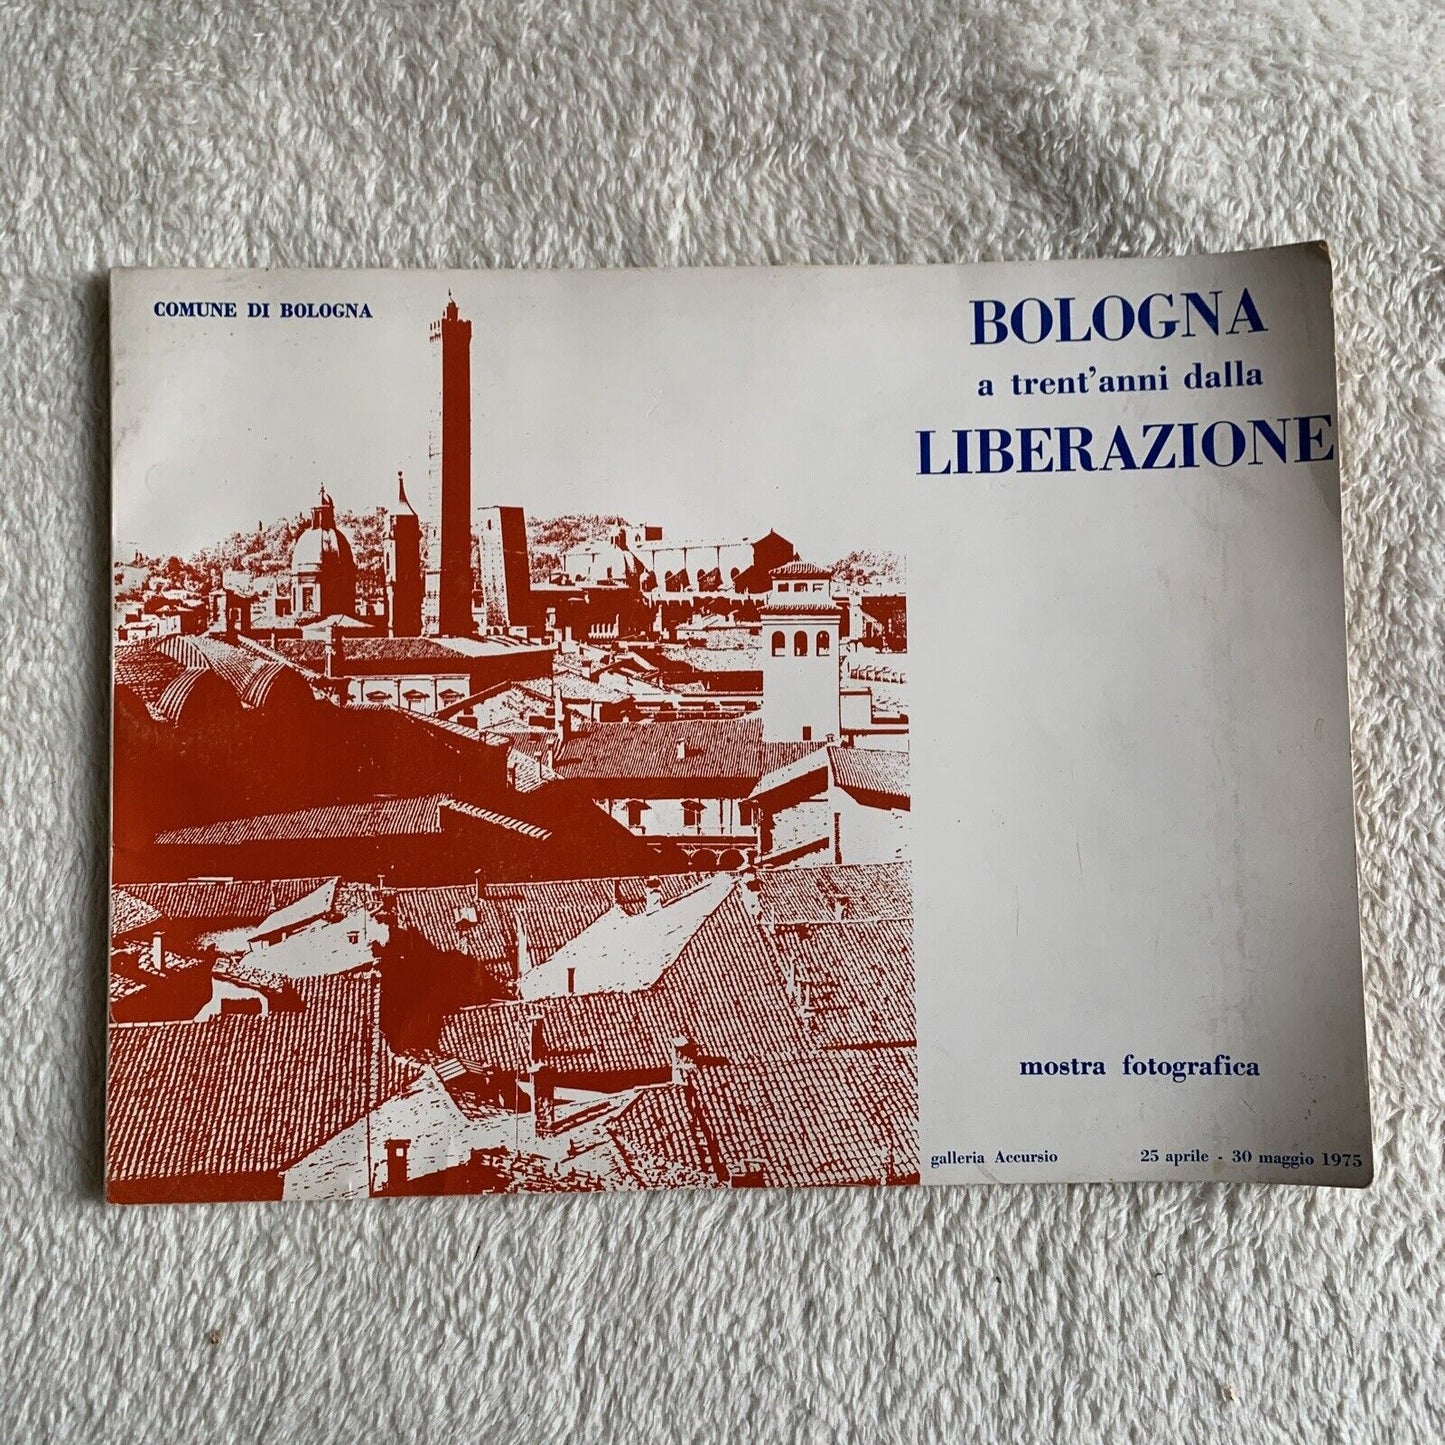 COMUNE DI BOLOGNA
BOLOGNA
a trent'anni dalla
LIBERAZIONE
mostra fotografica
galleria Accursio 25 aprile - 30 maggio 1975